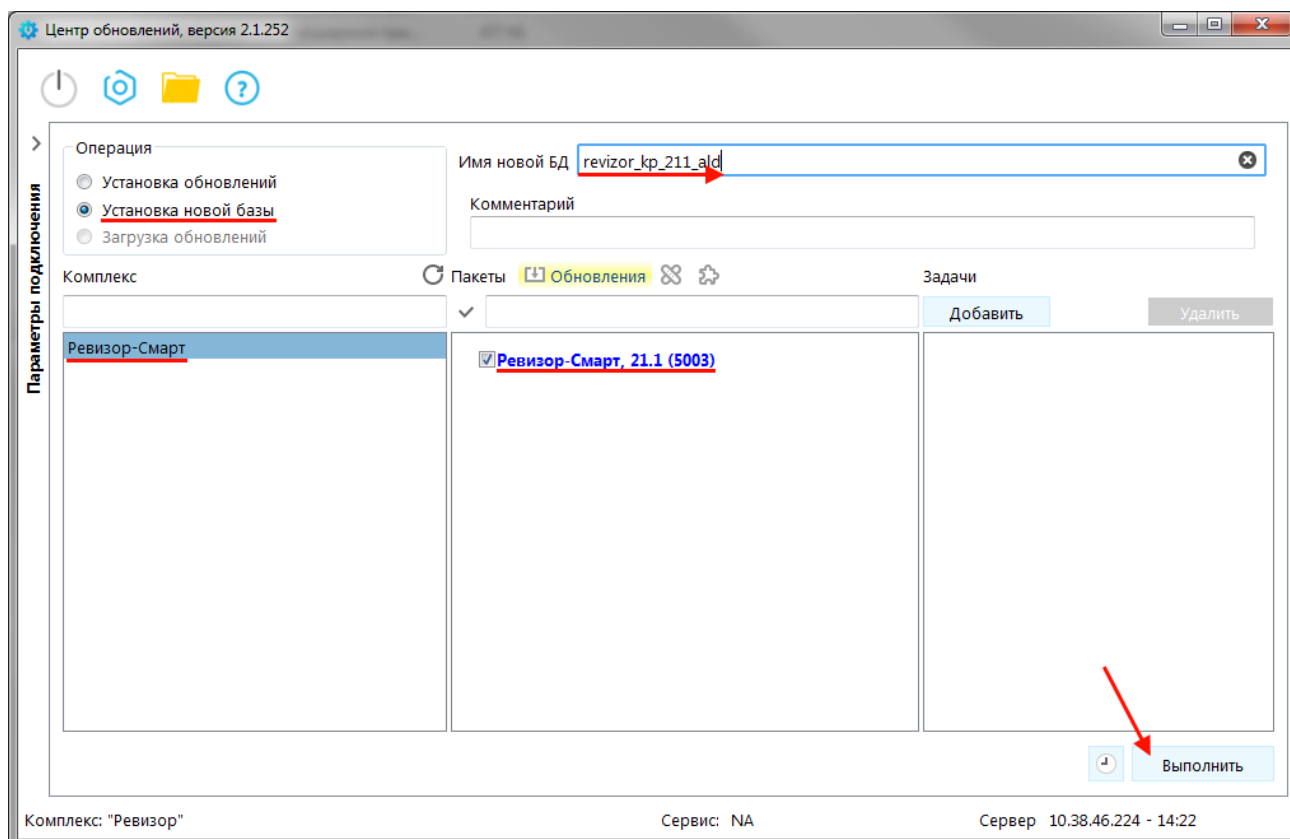 Центр обновлений, версия 2.1.252
Параметры подключения
Операция
Установка обновлений
Установка новой базы
Загрузка обновлений
Имя новой БД revizor_kp_211_ald
Комментарий
Комплекс
Пакеты Обновления
Задачи
Добавить Удалить
Ревизор-Смарт
Ревизор-Смарт, 21.1 (5003)
Выполнить
Комплекс: "Ревизор" Сервис: NA Сервер 10.38.46.224 - 14:22